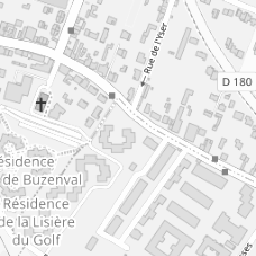 Rue de l'Yser
D 180
Résidence
de Buzenval
Résidence
de la Lisière
du Golf